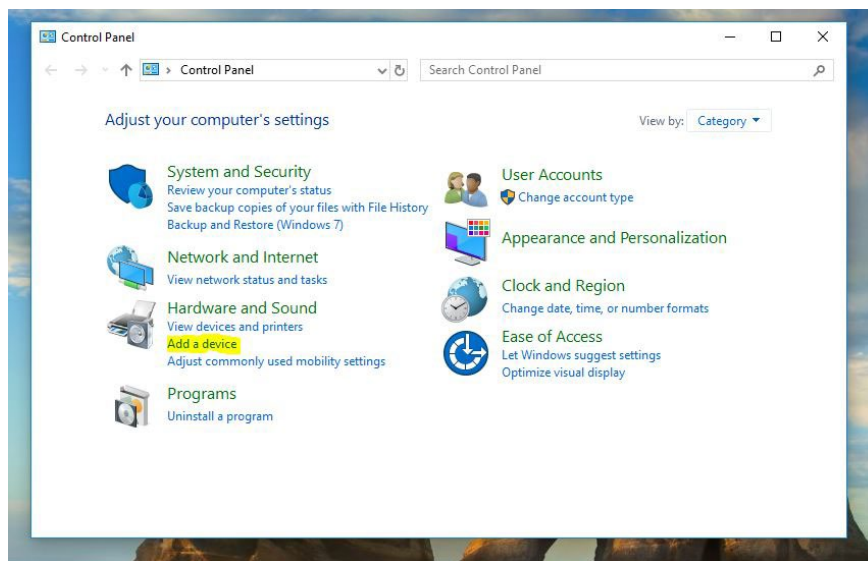 Control Panel
Control Panel
Search Control Panel
Adjust your computer's settings
View by: Category
System and Security
Review your computer's status
Save backup copies of your files with File History
Backup and Restore (Windows 7)
Network and Internet
View network status and tasks
Hardware and Sound
View devices and printers
Add a device
Adjust commonly used mobility settings
Programs
Uninstall a program
User Accounts
Change account type
Appearance and Personalization
Clock and Region
Change date, time, or number formats
Ease of Access
Let Windows suggest settings
Optimize visual display